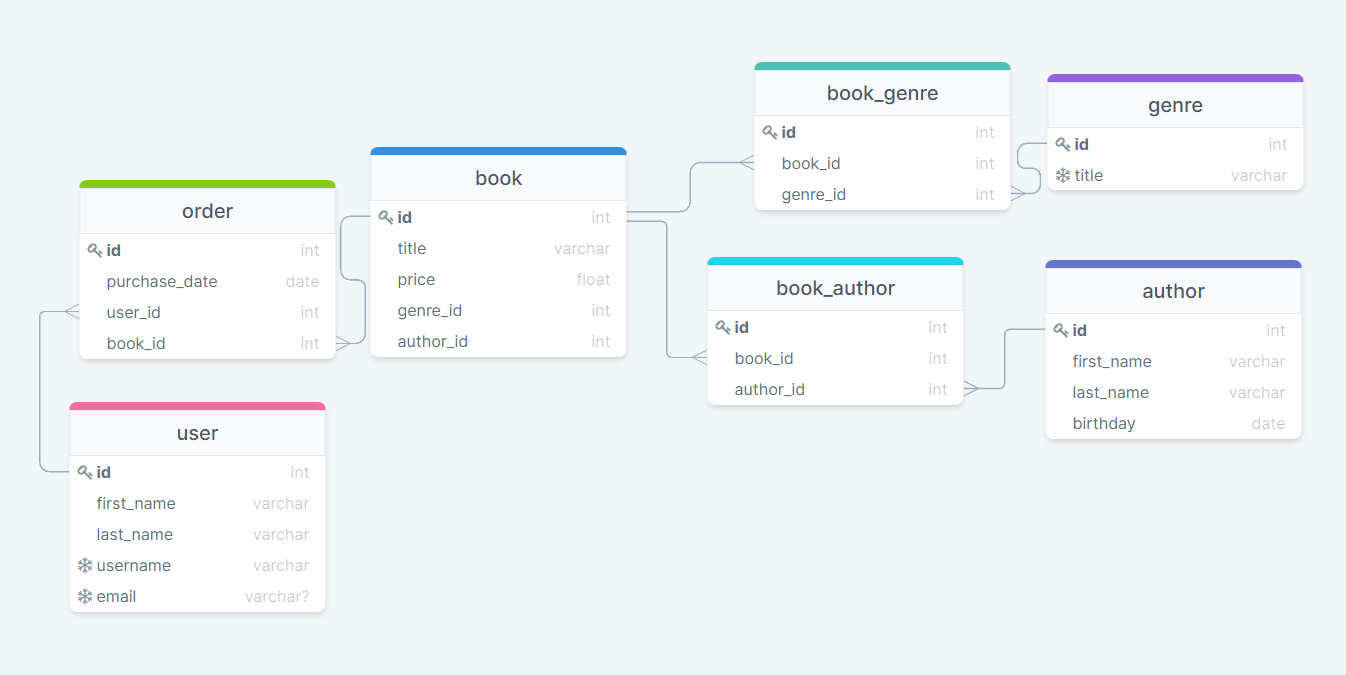 order
id int
purchase_date date
user_id int
book_id int
user
id int
first_name varchar
last_name varchar
username varchar
email varchar?
book
id int
title varchar
price float
genre_id int
author_id int
book_genre
id int
book_id int
genre_id int
genre
id int
title varchar
book_author
id int
book_id int
author_id int
author
id int
first_name varchar
last_name varchar
birthday date